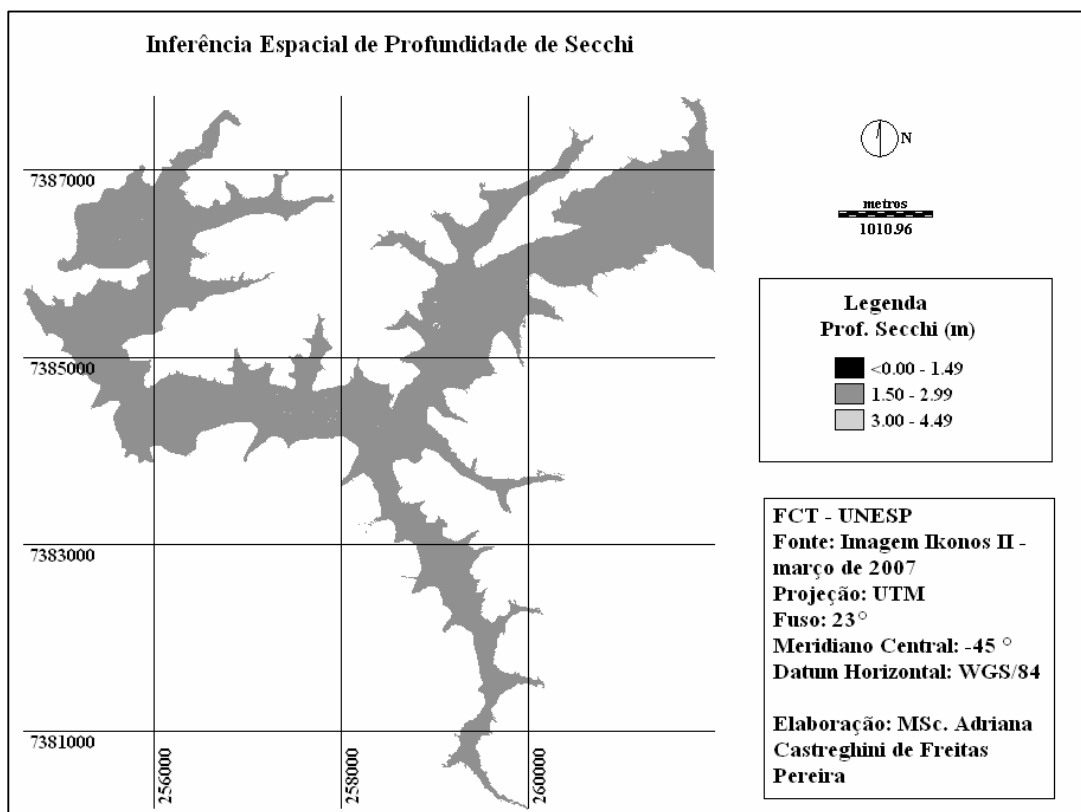 Inferência Espacial de Profundidade de Secchi
N
metros
1010.96
7387000
7385000
7383000
7381000
256000
258000
260000
Legenda
Prof. Secchi (m)
<0.00 - 1.49
1.50 - 2.99
3.00 - 4.49
FCT - UNESP
Fonte: Imagem Ikonos II -
março de 2007
Projeção: UTM
Fuso: 23°
Meridiano Central: -45 °
Datum Horizontal: WGS/84
Elaboração: MSc. Adriana
Castreghini de Freitas
Pereira